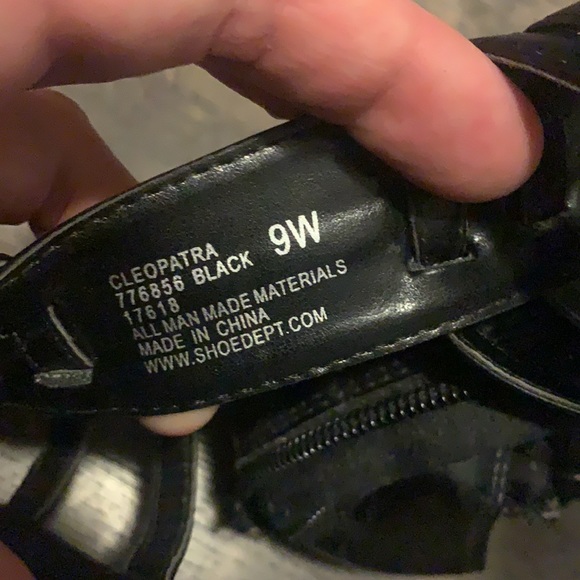 CLEOPATRA
776856 BLACK 9W
17618
ALL MAN MADE MATERIALS
MADE IN CHINA
WWW.SHOEDEPT.COM